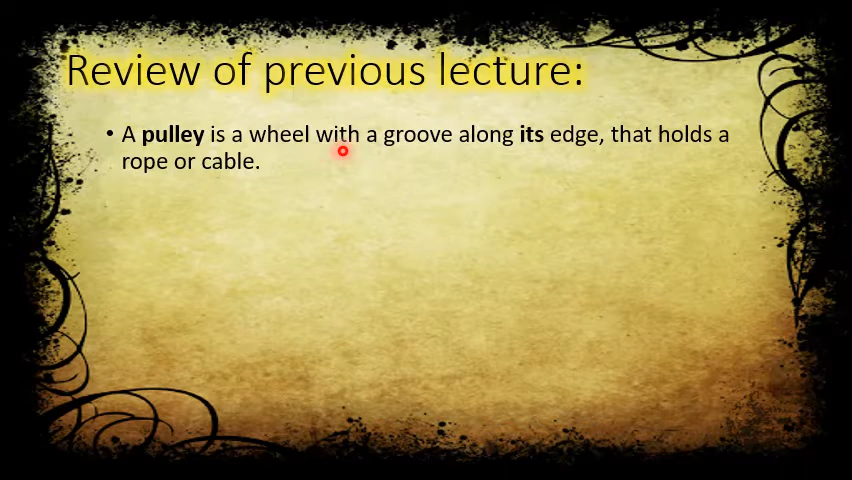 Review of previous lecture:
• A pulley is a wheel with a groove along its edge, that holds a
rope or cable.